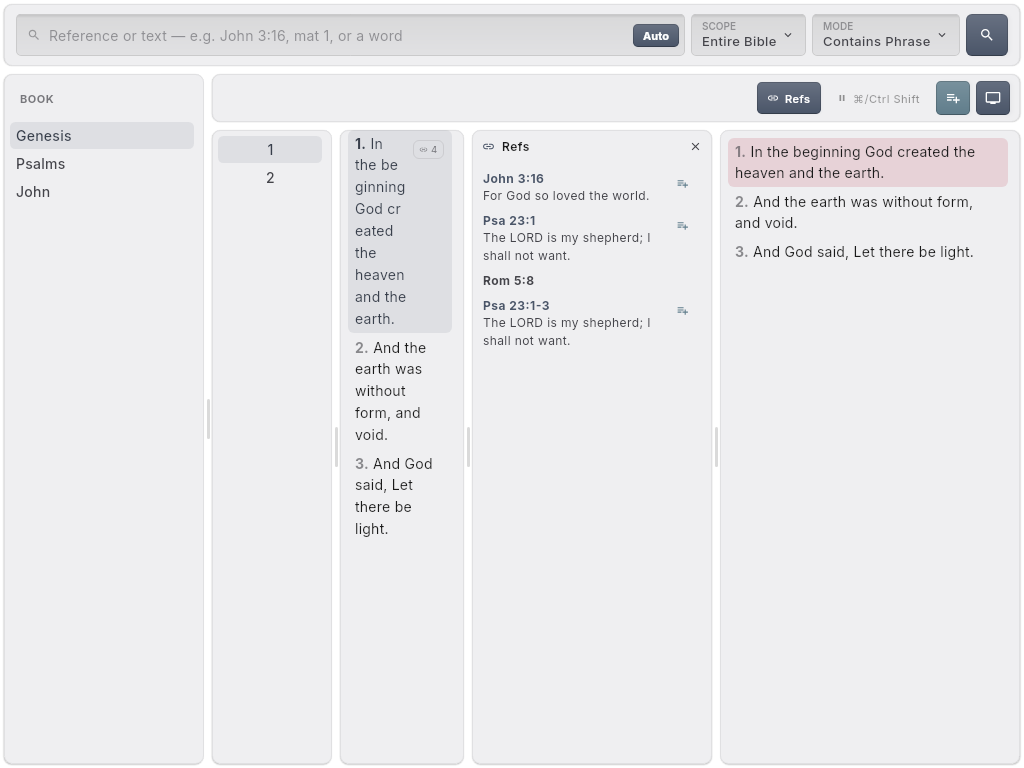 Reference or text — e.g. John 3:16, mat 1, or a word
Auto
SCOPE
Entire Bible
MODE
Contains Phrase
BOOK
Genesis
Psalms
John
Refs
⌘/Ctrl Shift
1
2
1. In
4
the be
ginning
God cr
eated
the
heaven
and the
earth.
2. And the
earth was
without
form, and
void.
3. And God
said, Let
there be
light.
Refs
John 3:16
For God so loved the world.
Psa 23:1
The LORD is my shepherd; I
shall not want.
Rom 5:8
Psa 23:1-3
The LORD is my shepherd; I
shall not want.
1. In the beginning God created the
heaven and the earth.
2. And the earth was without form,
and void.
3. And God said, Let there be light.